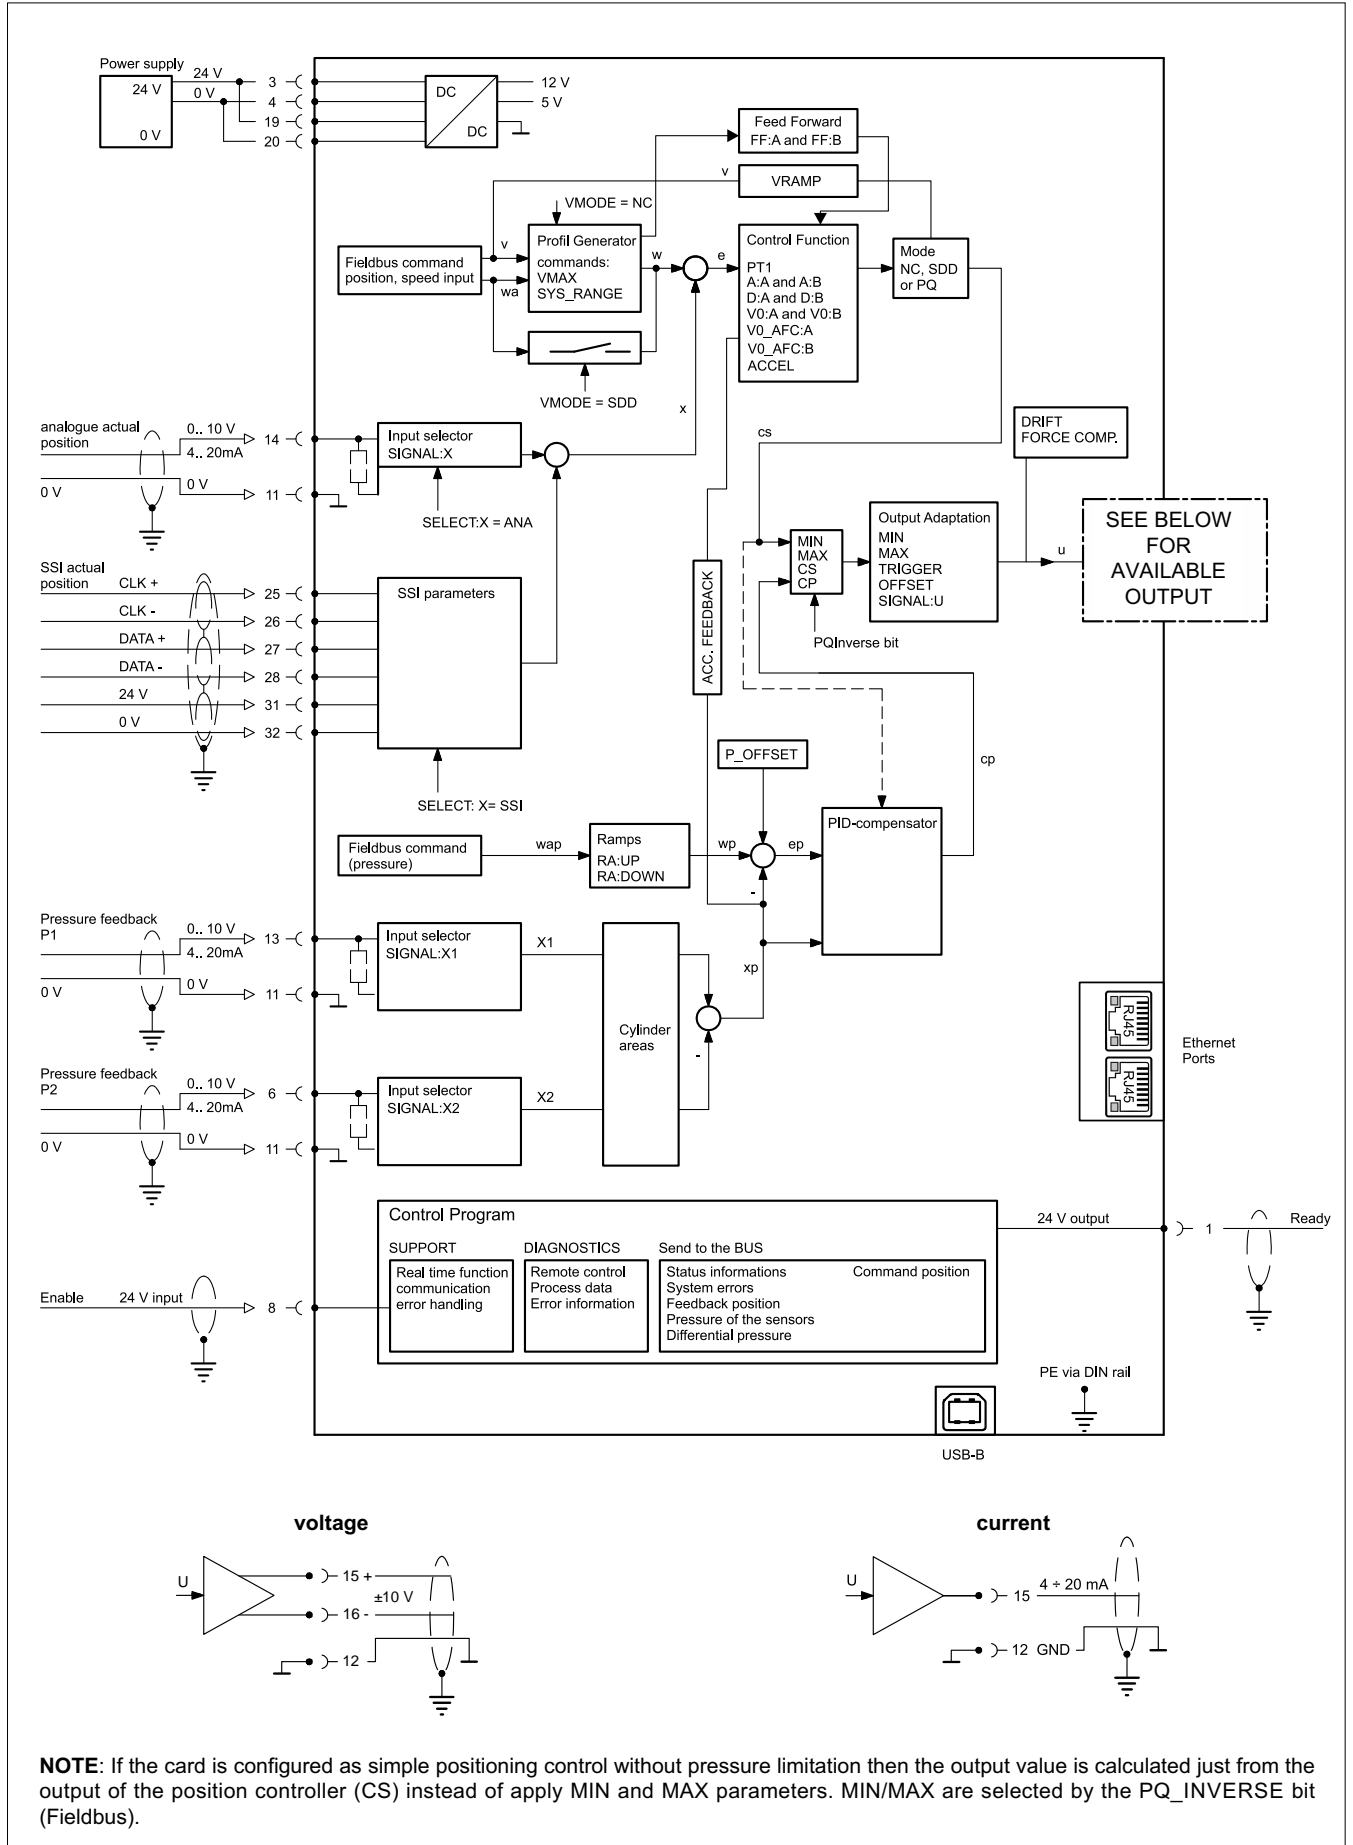 Power supply
24 V
0 V
24 V
0 V
3
4
19
20
DC
DC
12 V
5 V
Feed Forward
FF:A and FF:B
v
VRAMP
VMODE = NC
Fieldbus command
position, speed input
v
wa
Profil Generator
commands:
VMAX
SYS_RANGE
w
e
Control Function
PT1
A:A and A:B
D:A and D:B
V0:A and V0:B
V0_AFC:A
V0_AFC:B
ACCEL
Mode
NC, SDD
or PQ
VMODE = SDD
x
analogue actual
position
0.. 10 V
4.. 20mA
14
0 V
0 V
11
Input selector
SIGNAL:X
SELECT:X = ANA
cs
DRIFT
FORCE COMP.
MIN
MAX
CS
CP
PQInverse bit
Output Adaptation
MIN
MAX
TRIGGER
OFFSET
SIGNAL:U
u
SEE BELOW
FOR
AVAILABLE
OUTPUT
SSI actual
position
CLK +
25
CLK -
26
DATA +
27
DATA -
28
24 V
31
0 V
32
SSI parameters
SELECT: X= SSI
ACC. FEEDBACK
P_OFFSET
cp
Fieldbus command
(pressure)
wap
Ramps
RA:UP
RA:DOWN
wp
ep
-
PID-compensator
Pressure feedback
P1
0.. 10 V
4.. 20mA
13
0 V
0 V
11
Input selector
SIGNAL:X1
X1
xp
Cylinder
areas
-
Pressure feedback
P2
0.. 10 V
4.. 20mA
6
0 V
0 V
11
Input selector
SIGNAL:X2
X2
RJ45
RJ45
Ethernet
Ports
Control Program
SUPPORT
Real time function
communication
error handling
DIAGNOSTICS
Remote control
Process data
Error information
Send to the BUS
Status informations
Command position
System errors
Feedback position
Pressure of the sensors
Differential pressure
24 V output
1
Ready
Enable
24 V input
8
PE via DIN rail
USB-B
voltage
U
15 +
±10 V
16 -
12
current
U
15
4 ÷ 20 mA
12 GND
NOTE: If the card is configured as simple positioning control without pressure limitation then the output value is calculated just from the
output of the position controller (CS) instead of apply MIN and MAX parameters. MIN/MAX are selected by the PQ_INVERSE bit
(Fieldbus).